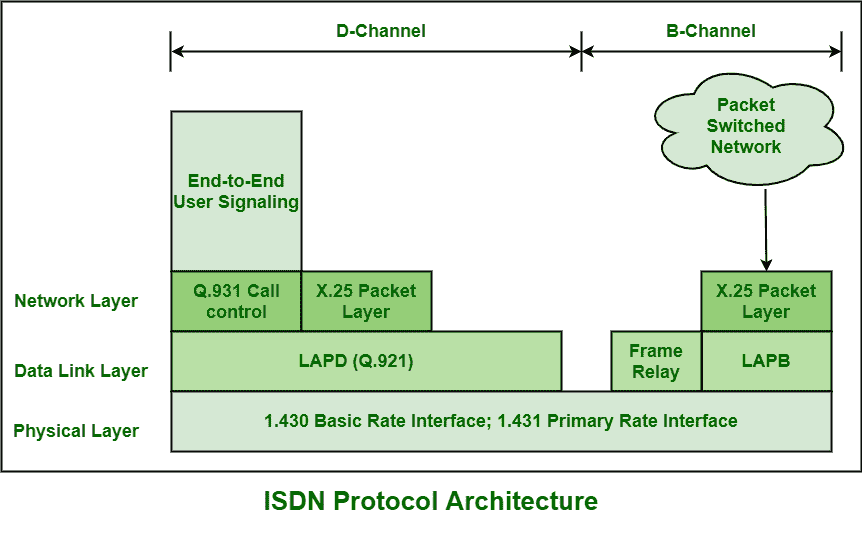 D-Channel
B-Channel
Packet
Switched
Network
End-to-End
User Signaling
Network Layer
Q.931 Call
control
X.25 Packet
Layer
X.25 Packet
Layer
Data Link Layer
LAPD (Q.921)
Frame
Relay
LAPB
Physical Layer
1.430 Basic Rate Interface; 1.431 Primary Rate Interface
ISDN Protocol Architecture